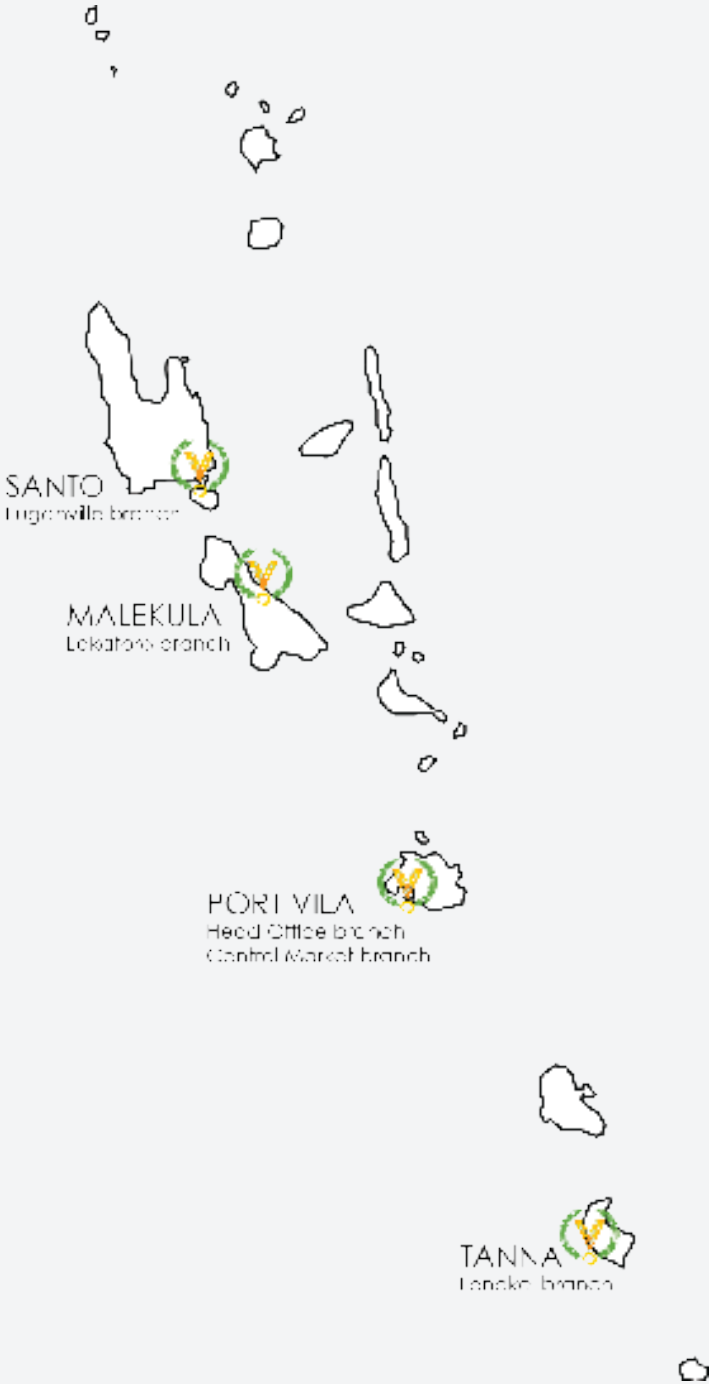 SANTO
Luganville branch
MALEKULA
Lakatoro branch
PORT VILA
Head Office branch
Central Market branch
TANNA
Lenakel branch